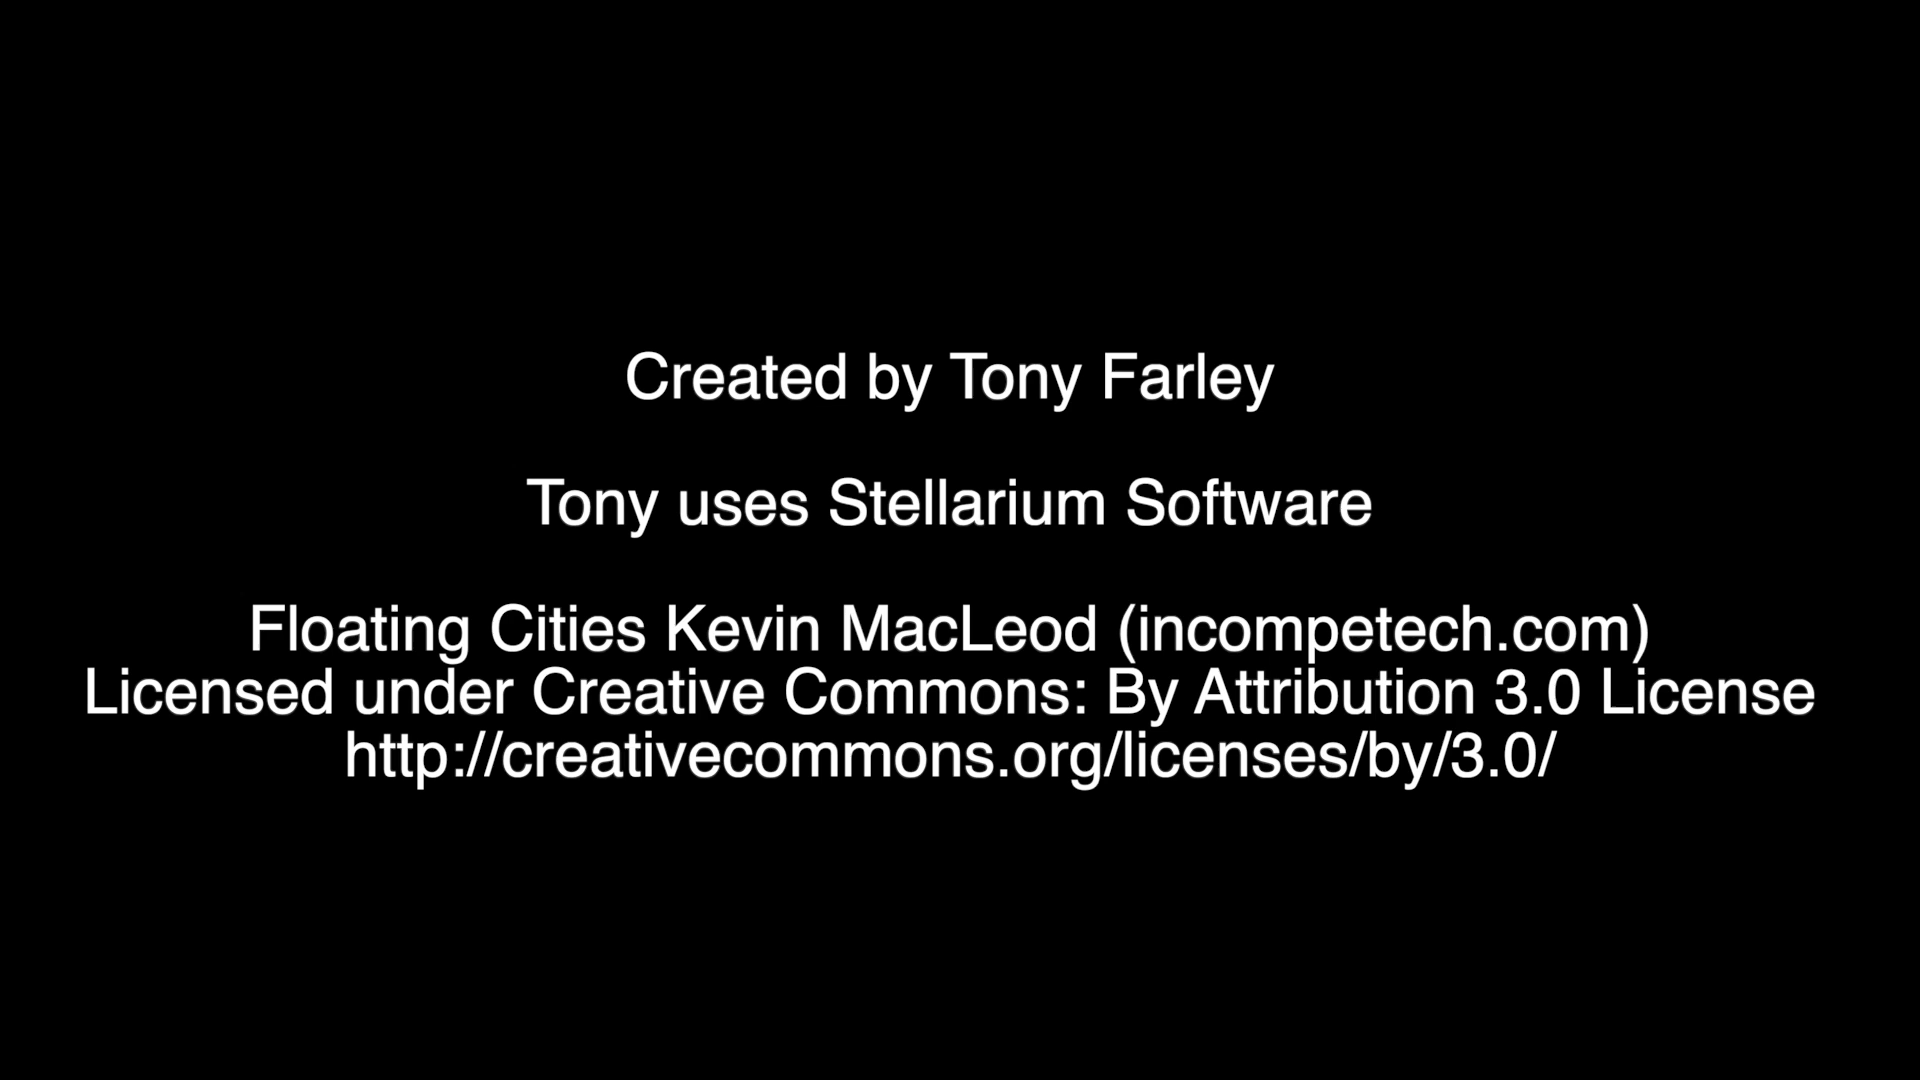 Created by Tony Farley
Tony uses Stellarium Software
Floating Cities Kevin MacLeod (incompetech.com)
Licensed under Creative Commons: By Attribution 3.0 License
http://creativecommons.org/licenses/by/3.0/